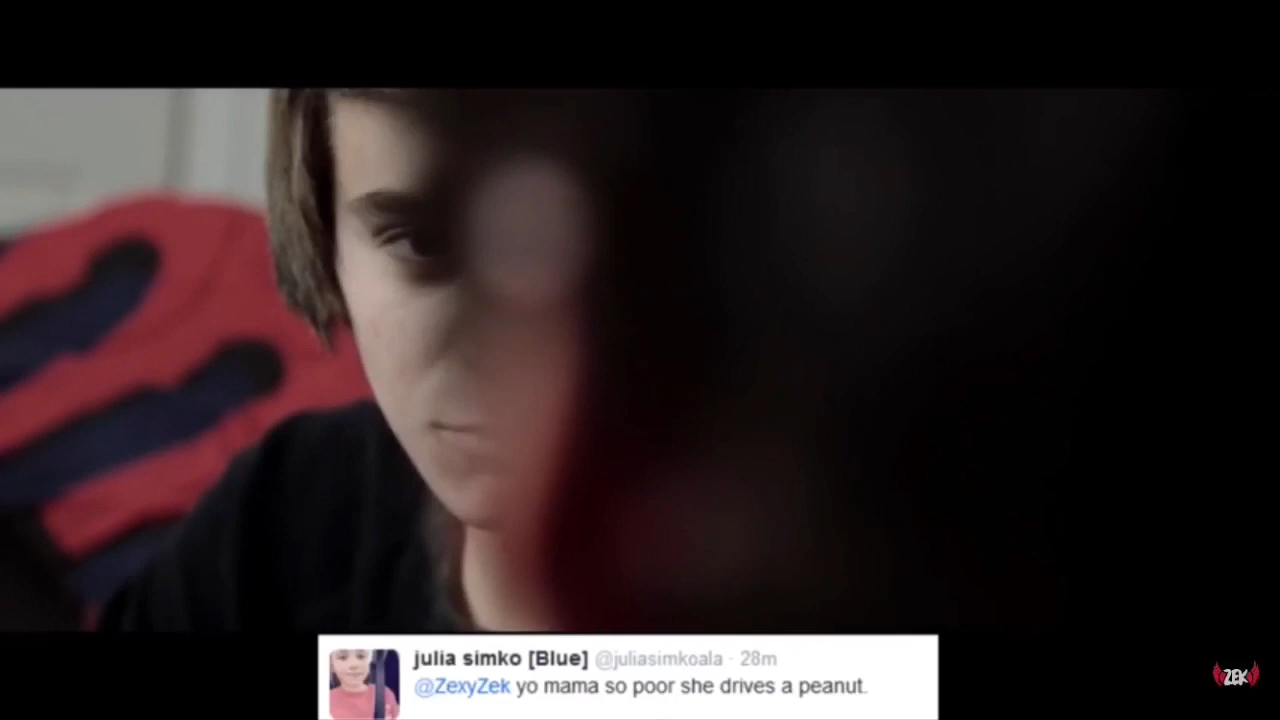 julia simko [Blue] @juliasimkoala · 28m
@ZexyZek yo mama so poor she drives a peanut.
ZEK